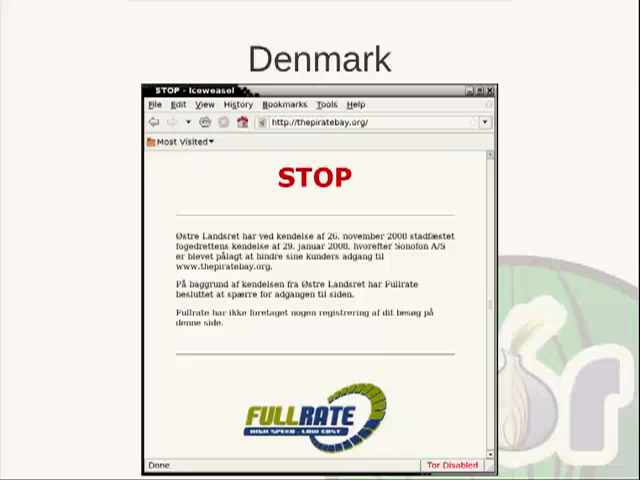 Denmark
STOP - Iceweasel
File Edit View History Bookmarks Tools Help
http://thepiratebay.org/
Most Visited
STOP
Østre Landsret har ved kendelse af 26. november 2008 stadfæstet
fogedrettens kendelse af 29. januar 2008, hvorefter Sonofon A/S
er blevet pålagt at hindre sine kunders adgang til
www.thepiratebay.org.
På baggrund af kendelsen fra Østre Landsret har Fullrate
besluttet at spærre for adgangen til siden.
Fullrate har ikke foretaget nogen registrering af dit besøg på
denne side.
FULLRATE
HIGH SPEED - LOW COST
Done
Tor Disabled